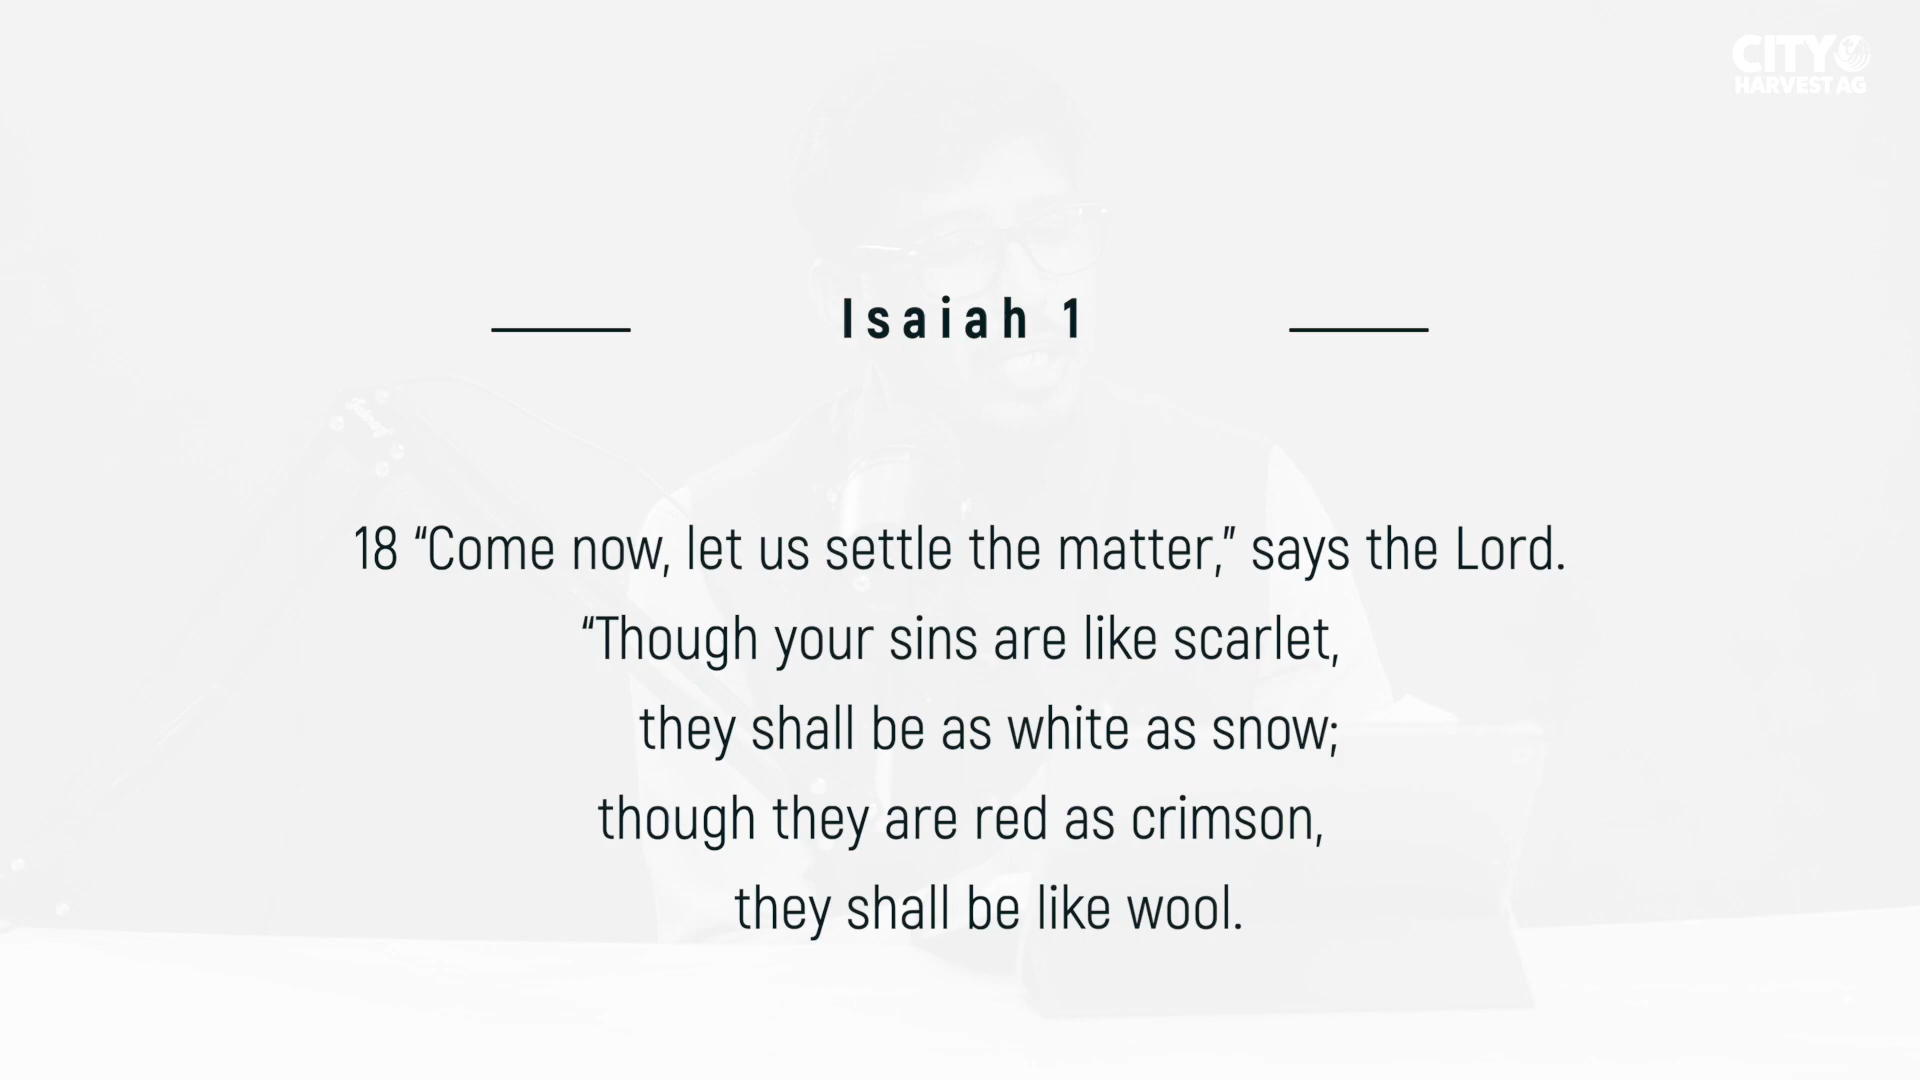 CITY
HARVEST AG
Isaiah 1
18 “Come now, let us settle the matter,” says the Lord.
“Though your sins are like scarlet,
they shall be as white as snow;
though they are red as crimson,
they shall be like wool.